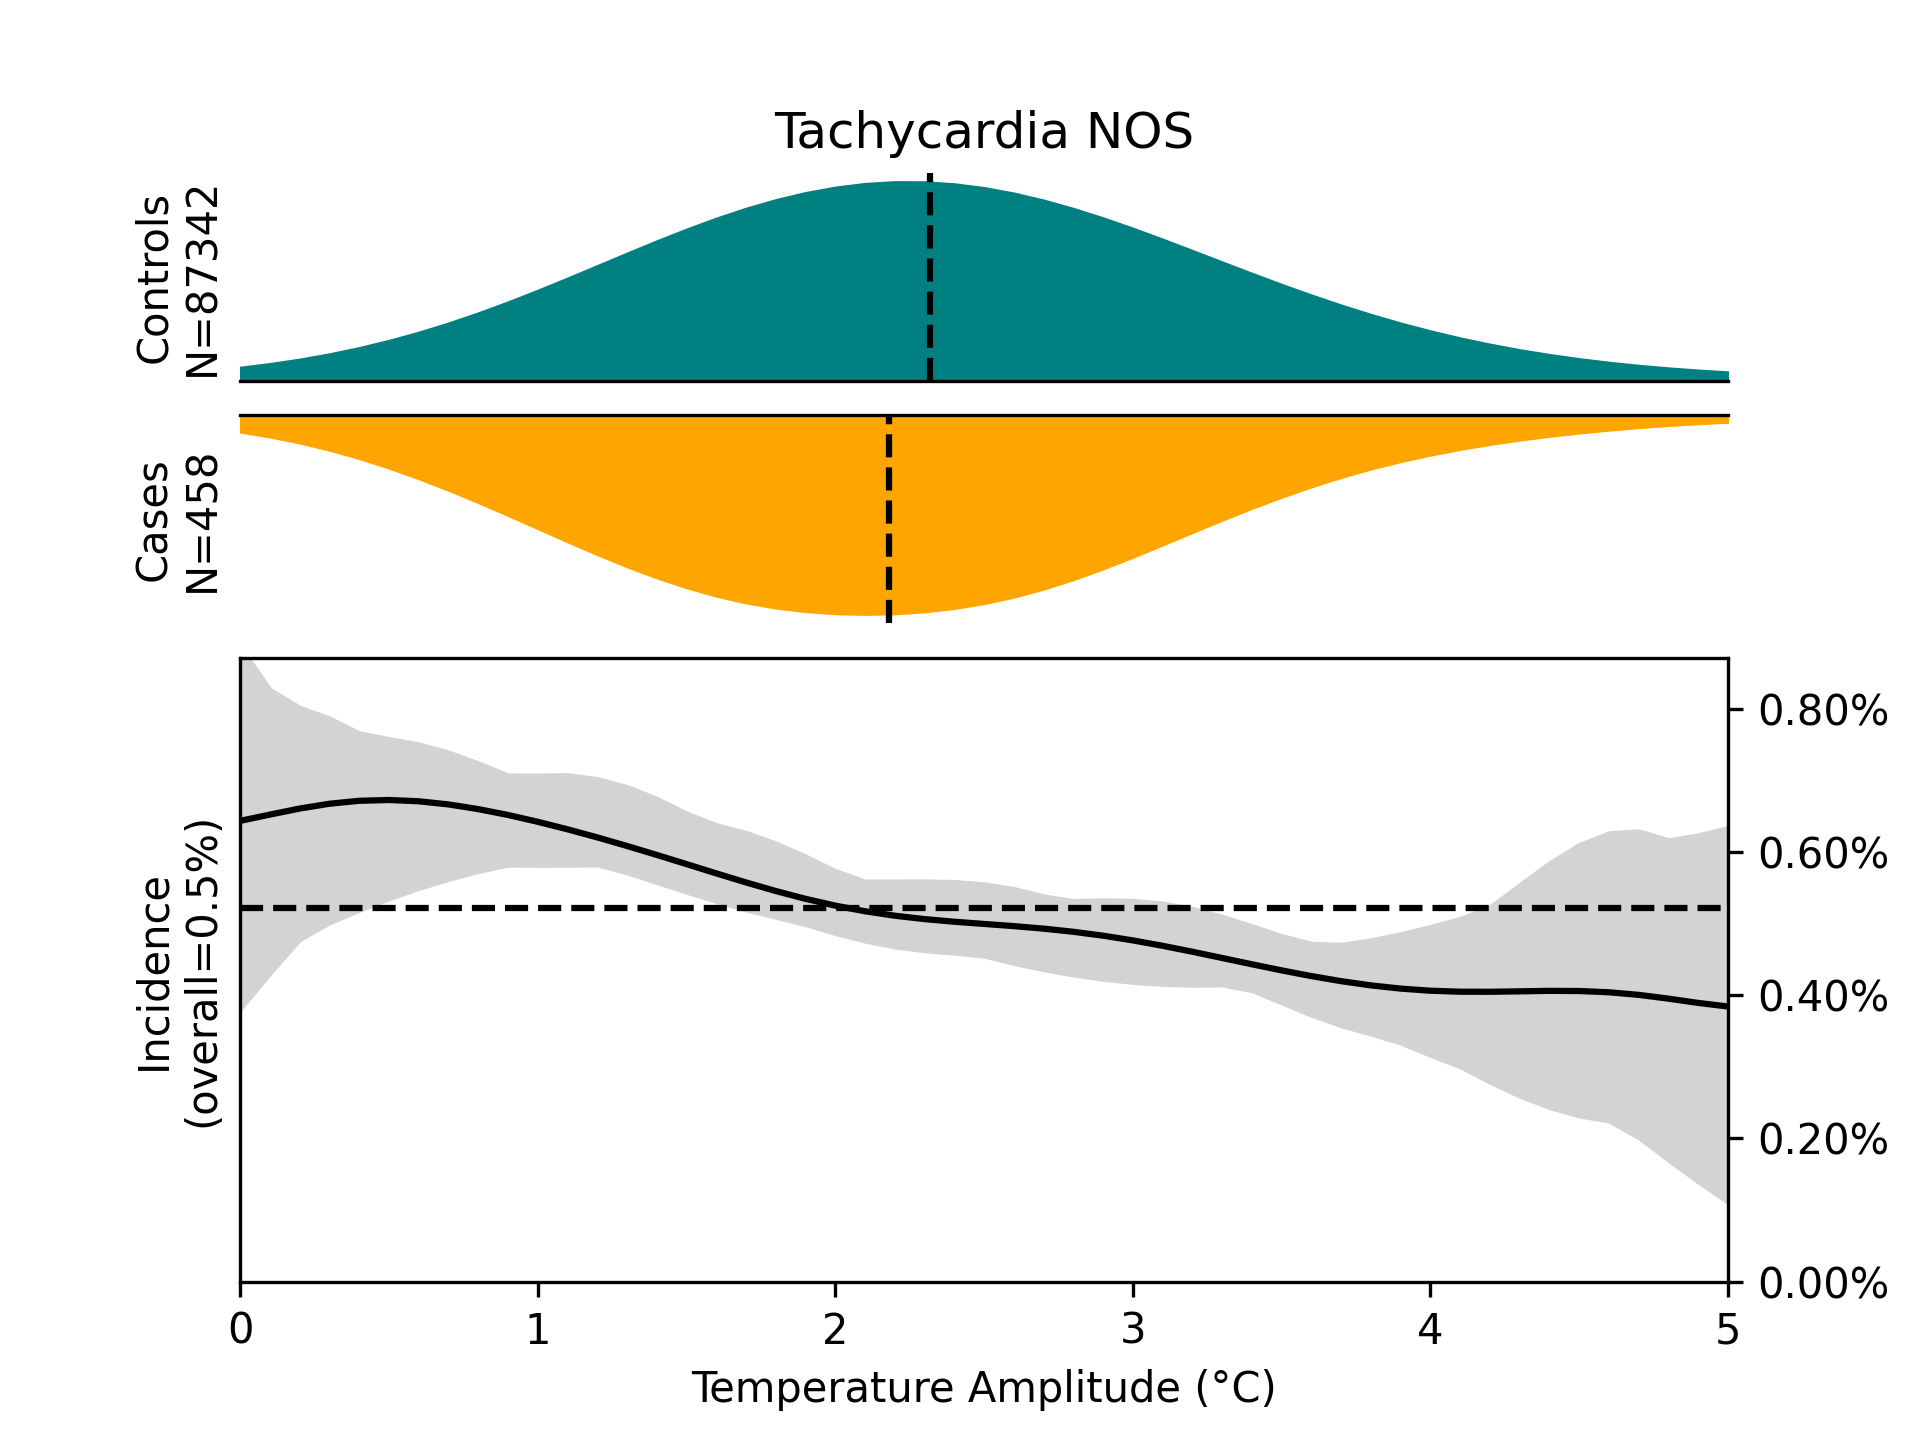 Tachycardia NOS
Controls
N=87342
Cases
N=458
Incidence
(overall=0.5%)
0.80%
0.60%
0.40%
0.20%
0.00%
0 1 2 3 4 5
Temperature Amplitude (°C)